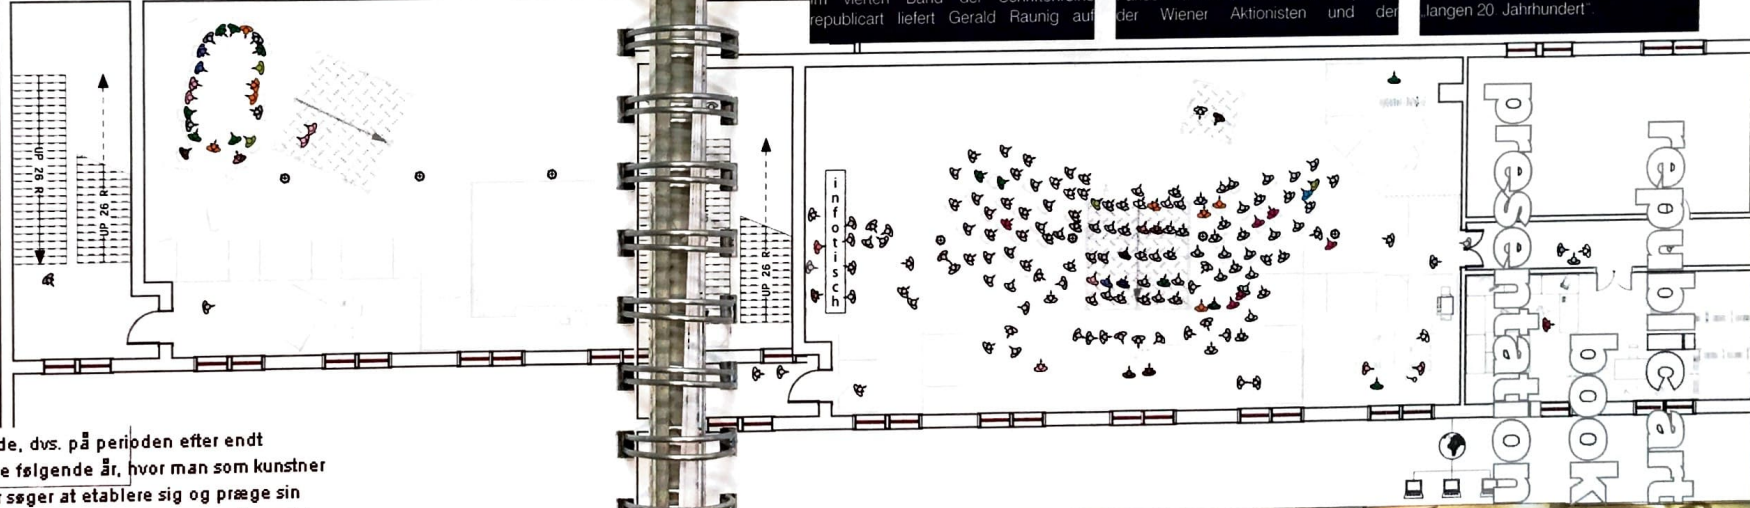 republicart liefert Gerald Raunig auf
der Wiener Aktionisten und der
„langen 20. Jahrhundert".
UP 26 R
UP 26 R
UP 26 R
infotisch
republic art
book
presentation
de, dvs. på perioden efter endt
e følgende år, hvor man som kunstner
r søger at etablere sig og præge sin